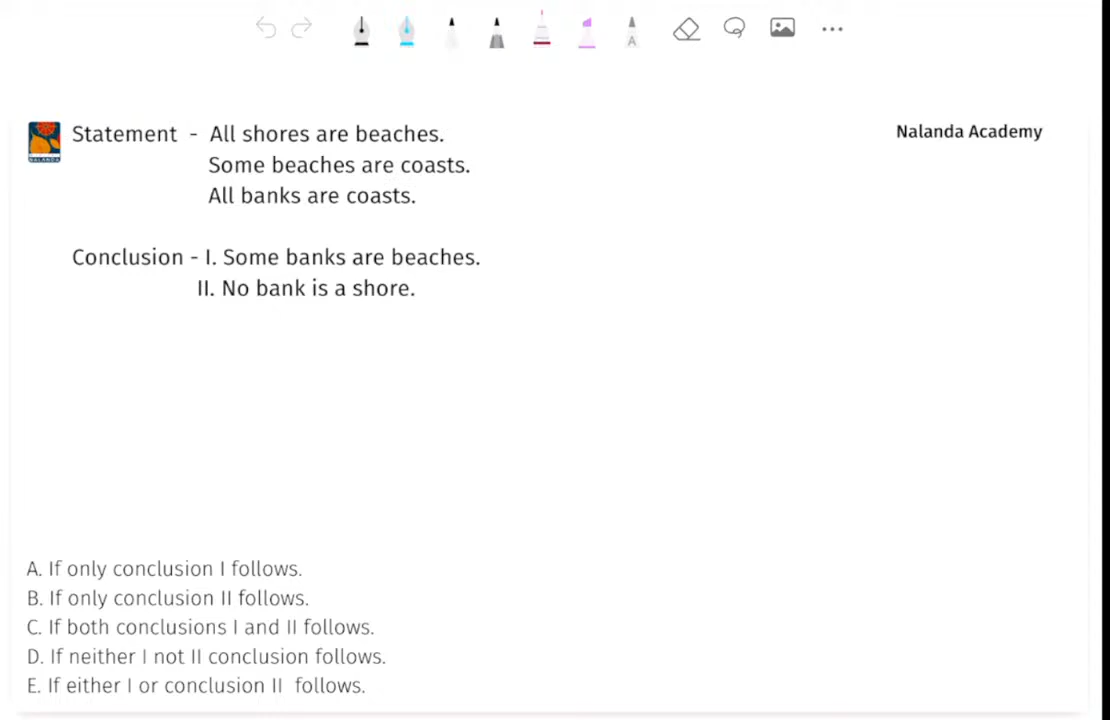 Statement - All shores are beaches.
Nalanda Academy
Some beaches are coasts.
All banks are coasts.
Conclusion - I. Some banks are beaches.
II. No bank is a shore.
A. If only conclusion I follows.
B. If only conclusion II follows.
C. If both conclusions I and II follows.
D. If neither I not II conclusion follows.
E. If either I or conclusion II follows.